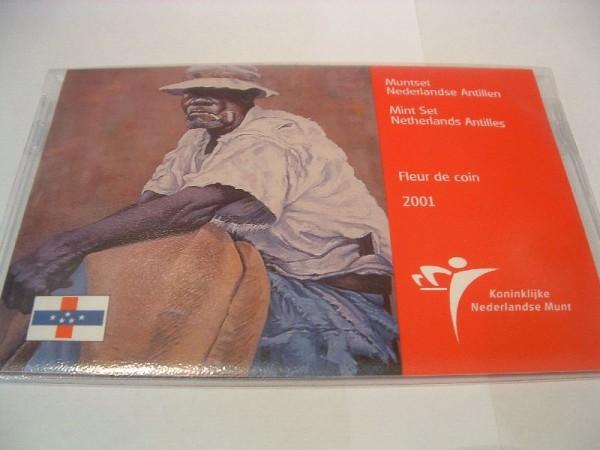 Muntset
Nederlandse Antillen
Mint Set
Netherlands Antilles
Fleur de coin
2001
Koninklijke
Nederlandse Munt